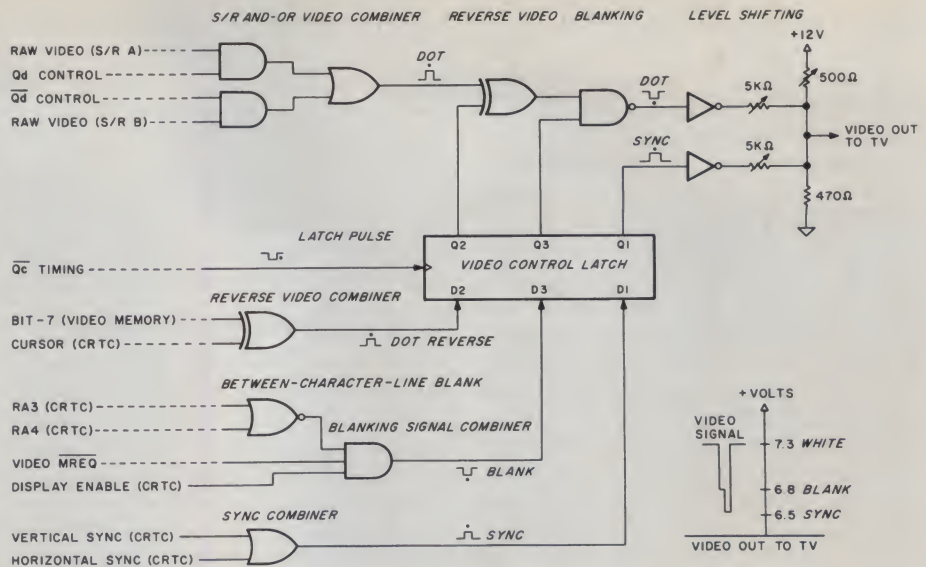 S/R AND-OR VIDEO COMBINER
REVERSE VIDEO BLANKING
LEVEL SHIFTING
+12V
RAW VIDEO (S/R A)
DOT
Qd CONTROL
500Ω
DOT
5KΩ
Q̅d̅ CONTROL
RAW VIDEO (S/R B)
VIDEO OUT
TO TV
SYNC
5KΩ
470Ω
LATCH PULSE
Q2
Q3
Q1
Q̅c̅ TIMING
VIDEO CONTROL LATCH
D2
D3
D1
REVERSE VIDEO COMBINER
BIT-7 (VIDEO MEMORY)
CURSOR (CRTC)
DOT REVERSE
BETWEEN-CHARACTER-LINE BLANK
RA3 (CRTC)
RA4 (CRTC)
BLANKING SIGNAL COMBINER
VIDEO M̅R̅E̅Q̅
DISPLAY ENABLE (CRTC)
BLANK
SYNC COMBINER
VERTICAL SYNC (CRTC)
SYNC
HORIZONTAL SYNC (CRTC)
+VOLTS
VIDEO
SIGNAL
7.3 WHITE
6.8 BLANK
6.5 SYNC
VIDEO OUT TO TV